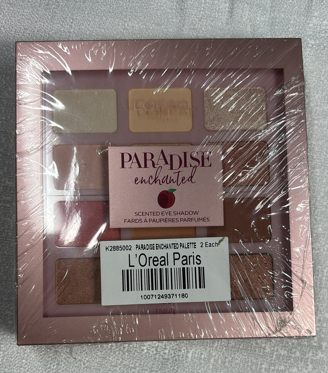 PARADISE
enchanted
SCENTED EYE SHADOW
FARDS À PAUPIÈRES PARFUMÉS
K2885002 PARADISE ENCHANTED PALETTE 2 Each
L'Oreal Paris
10071249371180